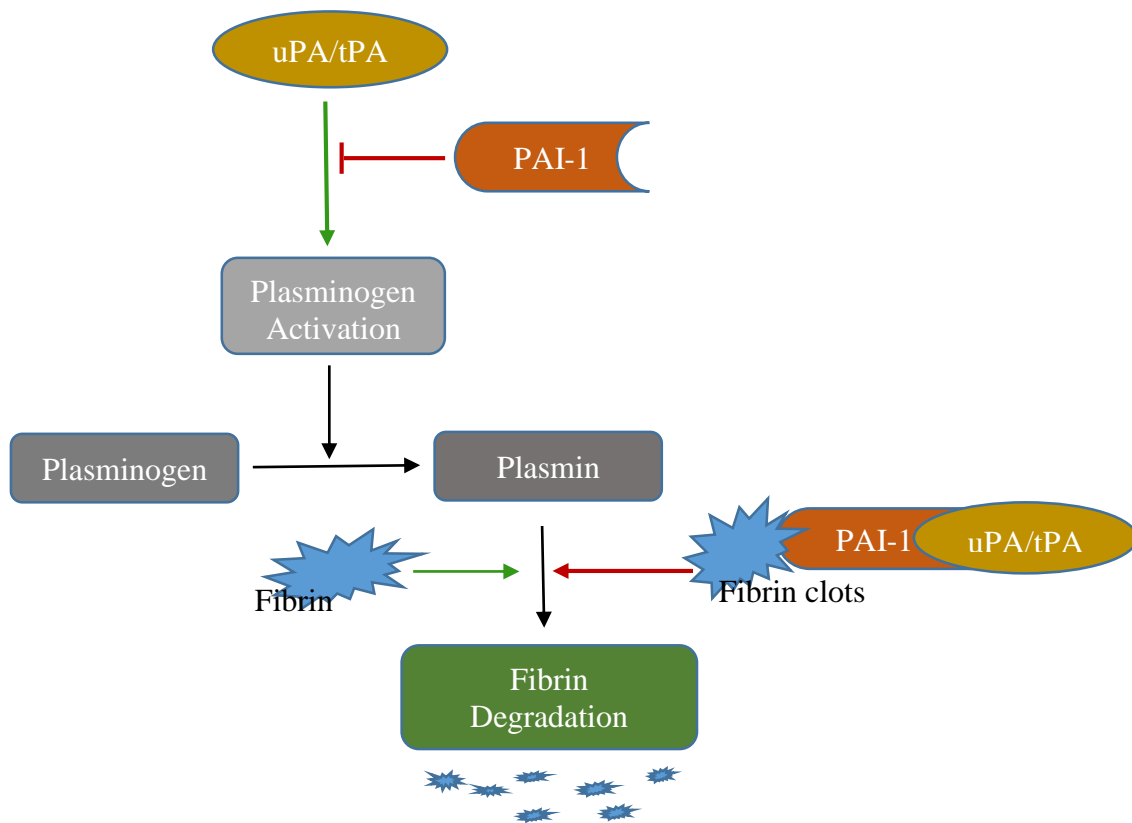 uPA/tPA
PAI-1
Plasminogen
Activation
Plasminogen
Plasmin
PAI-1
uPA/tPA
Fibrin
Fibrin clots
Fibrin
Degradation